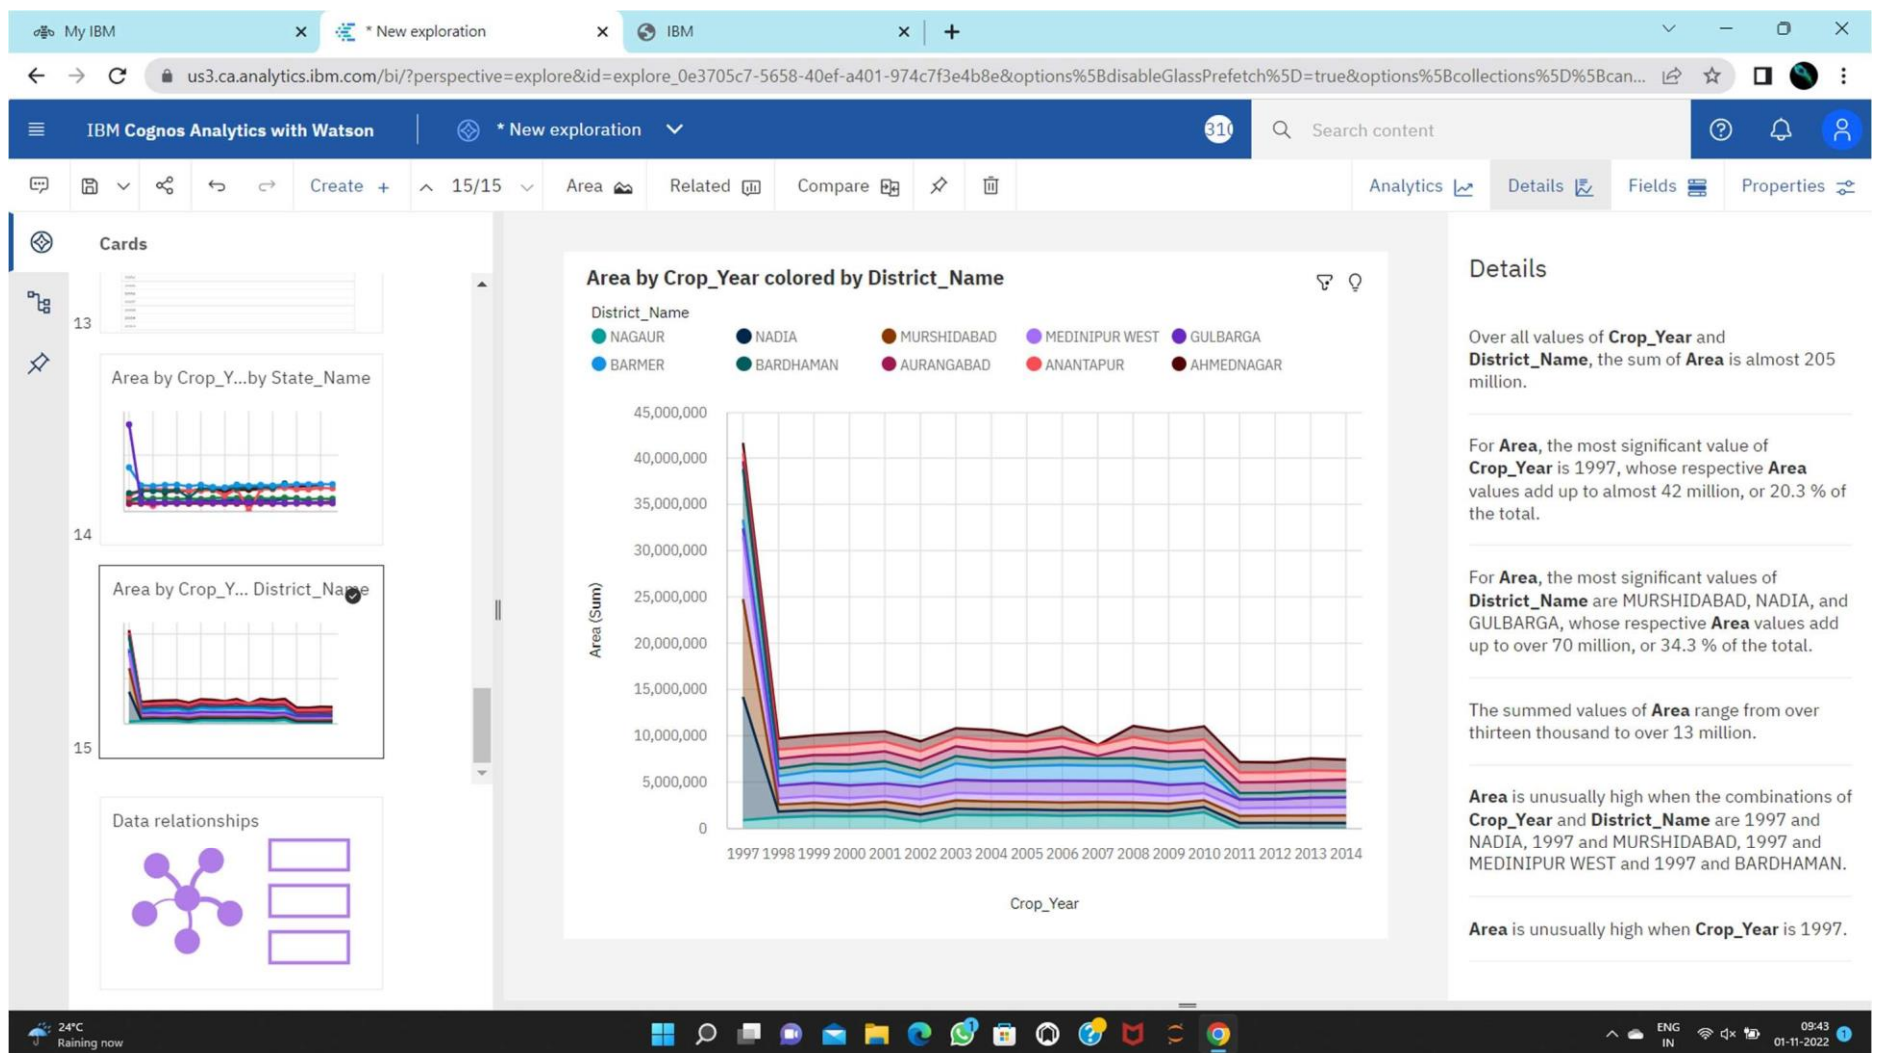 My IBM
* New exploration
IBM
us3.ca.analytics.ibm.com/bi/?perspective=explore&id=explore_0e3705c7-5658-40ef-a401-974c7f3e4b8e&options%5BdisableGlassPrefetch%5D=true&options%5Bcollections%5D%5Bcan...
IBM Cognos Analytics with Watson
* New exploration
310
Search content
Create +
15/15
Area
Related
Compare
Analytics
Details
Fields
Properties
Cards
13
Area by Crop_Y...by State_Name
14
Area by Crop_Y... District_Name
15
Data relationships
Area by Crop_Year colored by District_Name
District_Name
NAGAUR NADIA MURSHIDABAD MEDINIPUR WEST GULBARGA
BARMER BARDHAMAN AURANGABAD ANANTAPUR AHMEDNAGAR
45,000,000
40,000,000
35,000,000
30,000,000
25,000,000
20,000,000
15,000,000
10,000,000
5,000,000
0
Area (Sum)
1997 1998 1999 2000 2001 2002 2003 2004 2005 2006 2007 2008 2009 2010 2011 2012 2013 2014
Crop_Year
Details
Over all values of Crop_Year and
District_Name, the sum of Area is almost 205
million.
For Area, the most significant value of
Crop_Year is 1997, whose respective Area
values add up to almost 42 million, or 20.3 % of
the total.
For Area, the most significant values of
District_Name are MURSHIDABAD, NADIA, and
GULBARGA, whose respective Area values add
up to over 70 million, or 34.3 % of the total.
The summed values of Area range from over
thirteen thousand to over 13 million.
Area is unusually high when the combinations of
Crop_Year and District_Name are 1997 and
NADIA, 1997 and MURSHIDABAD, 1997 and
MEDINIPUR WEST and 1997 and BARDHAMAN.
Area is unusually high when Crop_Year is 1997.
24°C
Raining now
1
ENG
IN
09:43
01-11-2022
1